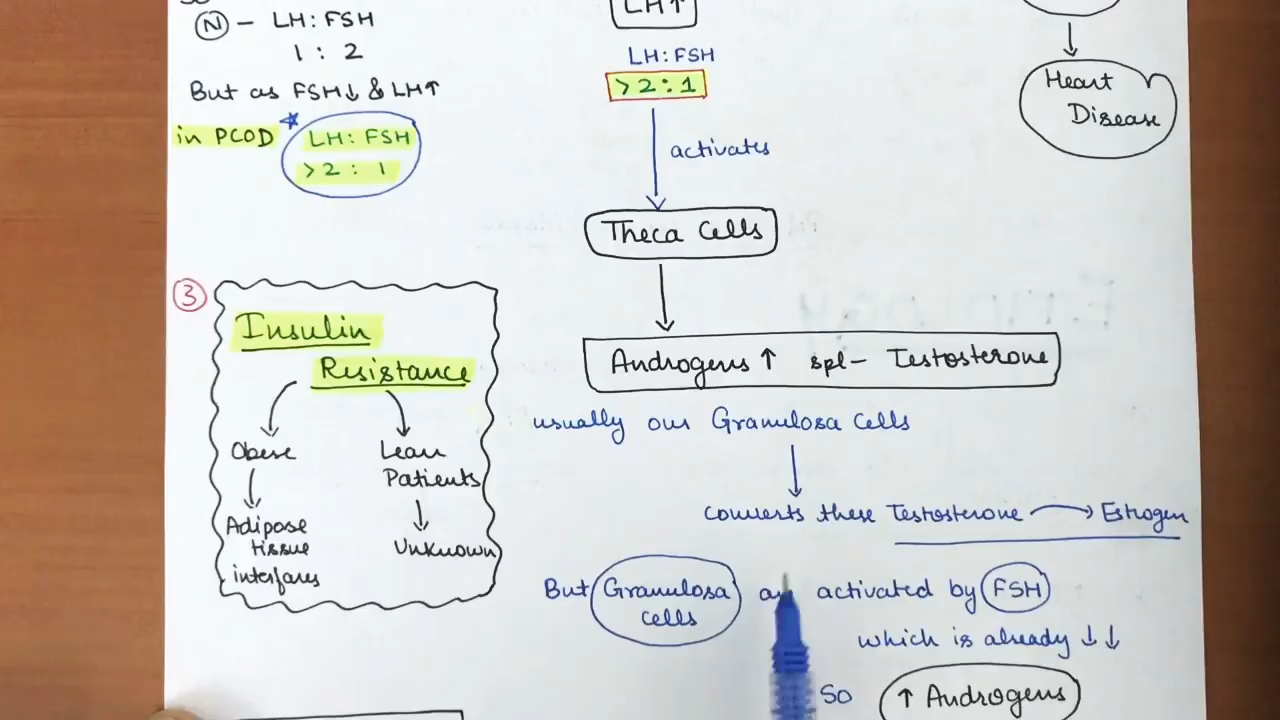 N - LH: FSH
1 : 2
But as FSH↓ & LH↑
in PCOD LH: FSH
>2 : 1
3
Insulin
Resistance
Obese
Adipose
tissue
interfares
Lean
Patients
Unknown
LH↑
LH: FSH
>2:1
activates
Theca Cells
Androgens ↑ spl- Testosterone
usually our Granulosa Cells
converts these Testosterone → Estrogen
But Granulosa cells activated by FSH
which is already ↓↓
So ↑ Androgens
Heart
Disease